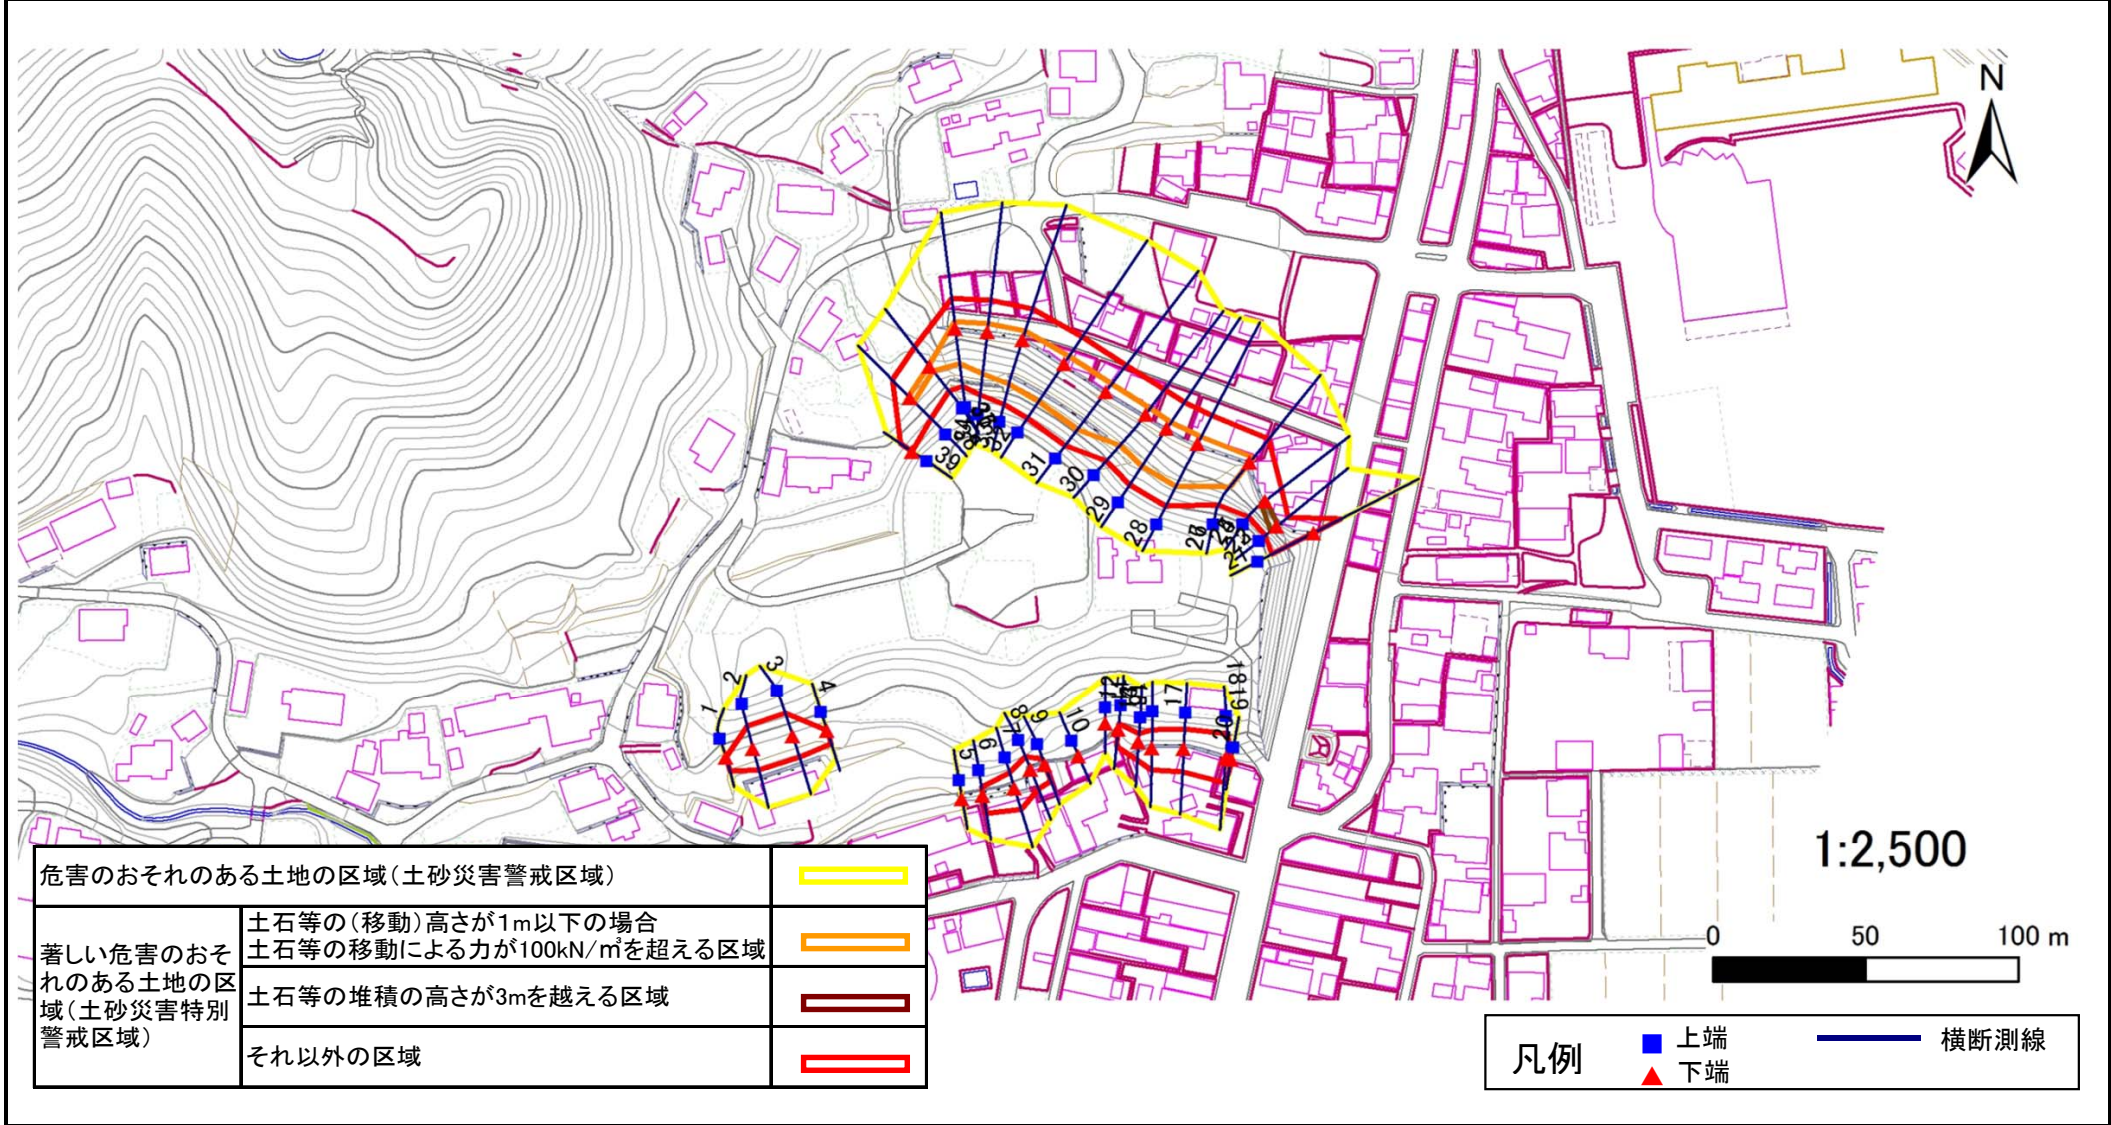 N
39
31
30
29
28
26
1
2
3
4
5
6
7
8
9
10
12
17
18
19
20
1:2,500
0 50 100 m
危害のおそれのある土地の区域(土砂災害警戒区域)
著しい危害のおそ
れのある土地の区
域(土砂災害特別
警戒区域)
土石等の(移動)高さが1m以下の場合
土石等の移動による力が100kN/㎡を超える区域
土石等の堆積の高さが3mを越える区域
それ以外の区域
凡例
上端
下端
横断測線